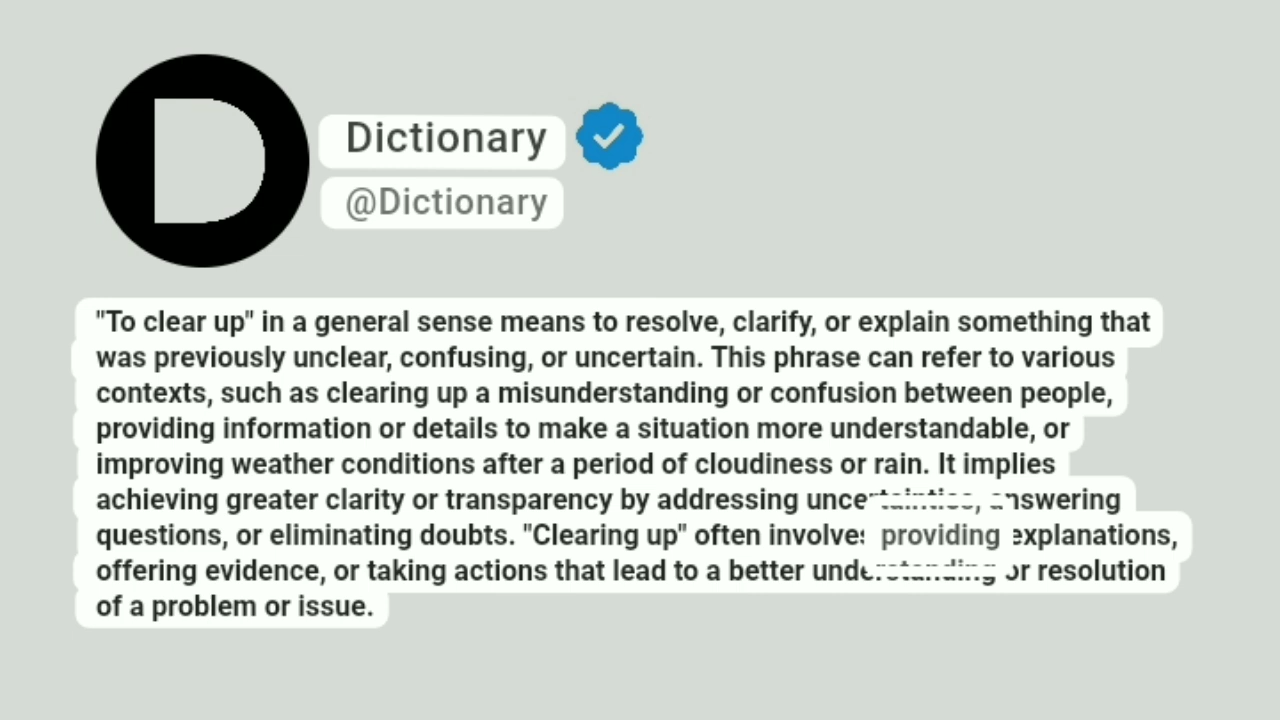 D
Dictionary
@Dictionary
"To clear up" in a general sense means to resolve, clarify, or explain something that
was previously unclear, confusing, or uncertain. This phrase can refer to various
contexts, such as clearing up a misunderstanding or confusion between people,
providing information or details to make a situation more understandable, or
improving weather conditions after a period of cloudiness or rain. It implies
achieving greater clarity or transparency by addressing uncertainties, answering
questions, or eliminating doubts. "Clearing up" often involves providing explanations,
offering evidence, or taking actions that lead to a better understanding or resolution
of a problem or issue.